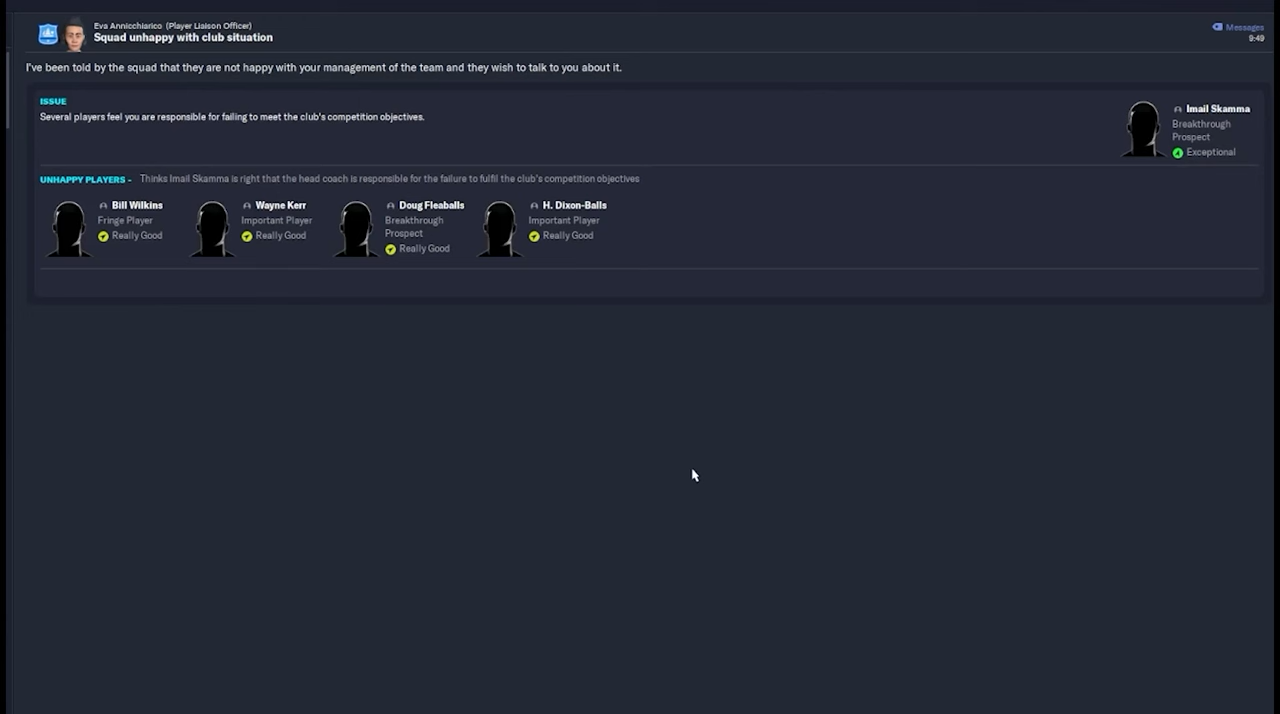 Eva Annicchiarico (Player Liaison Officer)
Squad unhappy with club situation
Messages
9:49
I've been told by the squad that they are not happy with your management of the team and they wish to talk to you about it.
ISSUE
Several players feel you are responsible for failing to meet the club's competition objectives.
Imail Skamma
Breakthrough
Prospect
Exceptional
UNHAPPY PLAYERS - Thinks Imail Skamma is right that the head coach is responsible for the failure to fulfil the club's competition objectives
Bill Wilkins
Fringe Player
Really Good
Wayne Kerr
Important Player
Really Good
Doug Fleaballs
Breakthrough
Prospect
Really Good
H. Dixon-Balls
Important Player
Really Good